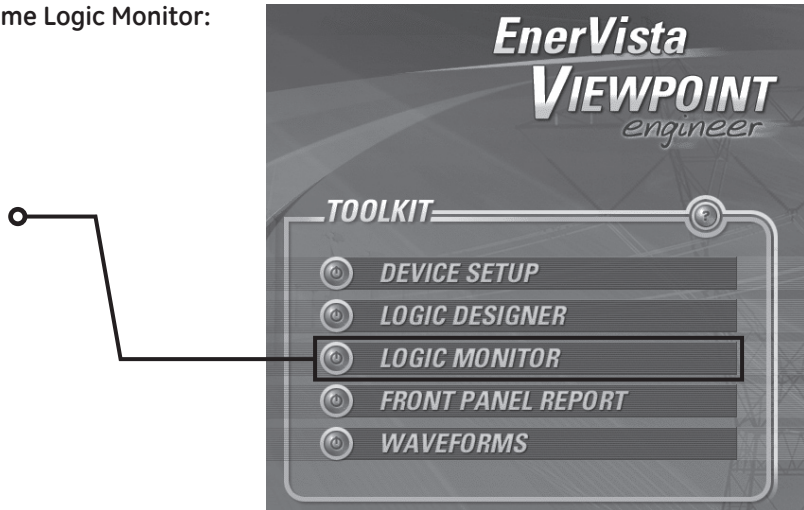 me Logic Monitor:
EnerVista
VIEWPOINT
engineer
TOOLKIT
?
DEVICE SETUP
LOGIC DESIGNER
LOGIC MONITOR
FRONT PANEL REPORT
WAVEFORMS